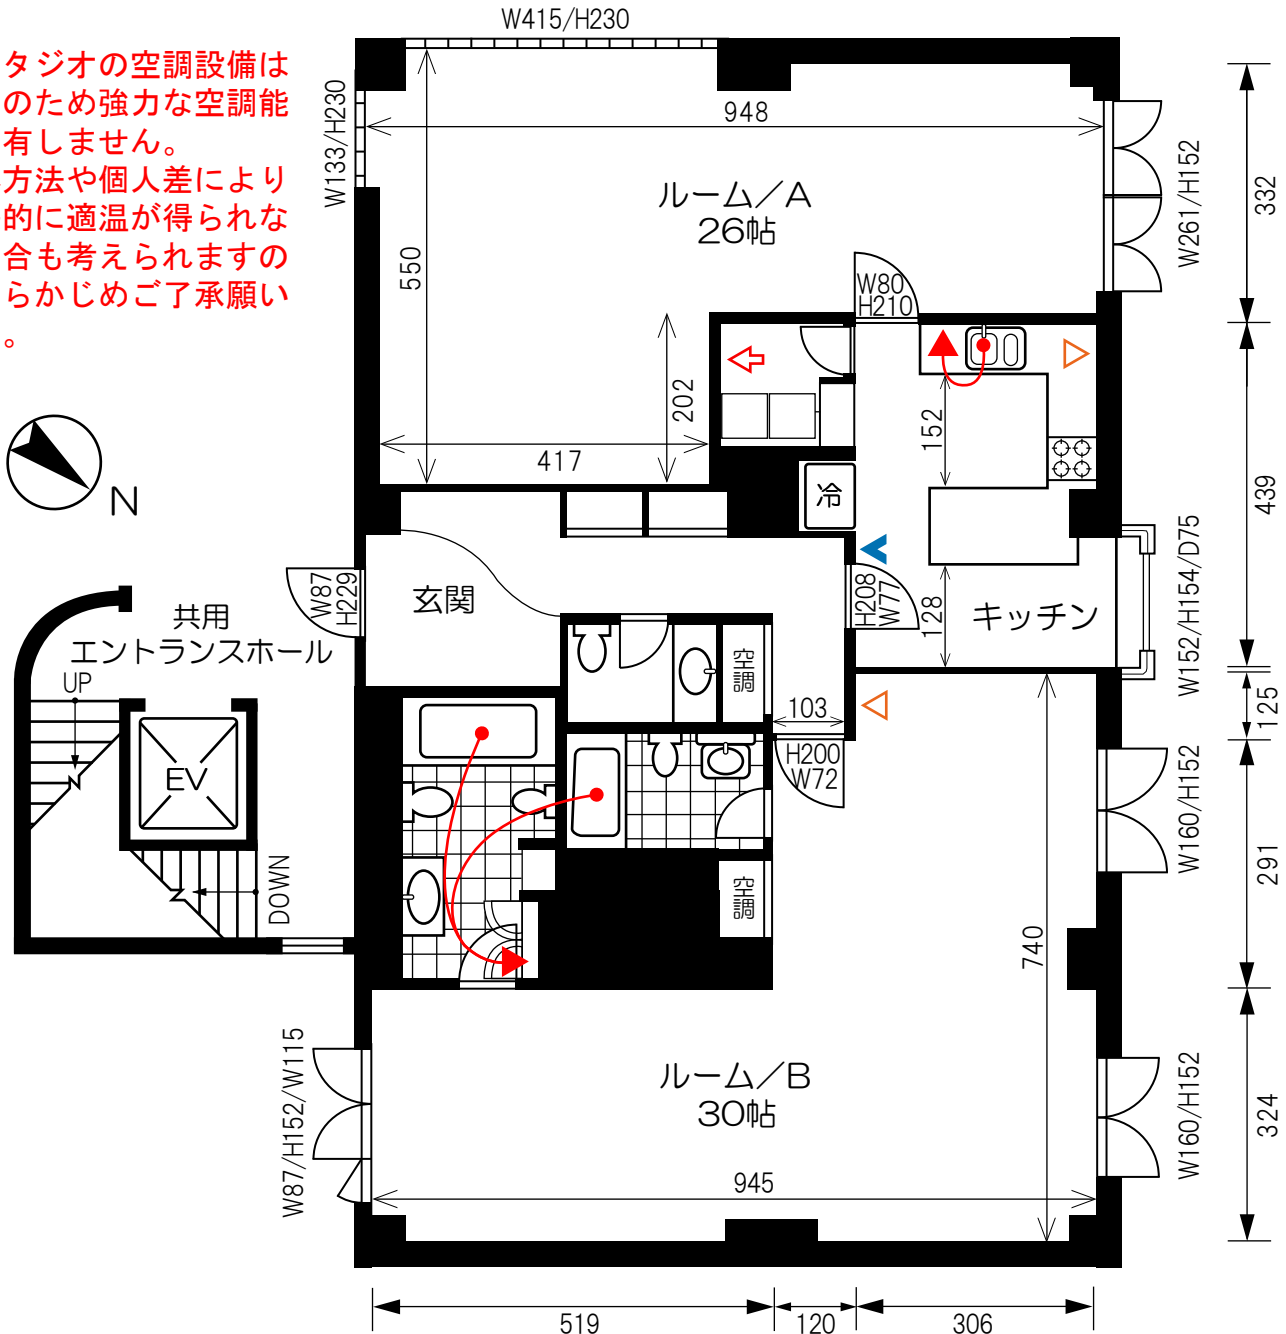 W415/H230
タジオの空調設備は
のため強力な空調能
有しません。
方法や個人差により
的に適温が得られな
合も考えられますの
らかじめご了承願い
。
W133/H230
948
ルーム／A
26帖
550
W261/H152
332
W80
H210
202
417
152
冷
439
N
共用
エントランスホール
UP
EV
DOWN
W87
H229
玄関
H208
W77
128
キッチン
W152/H154/D75
空調
103
125
H200
W72
W160/H152
291
空調
740
W87/H152/W115
ルーム／B
30帖
W160/H152
324
945
519
120
306